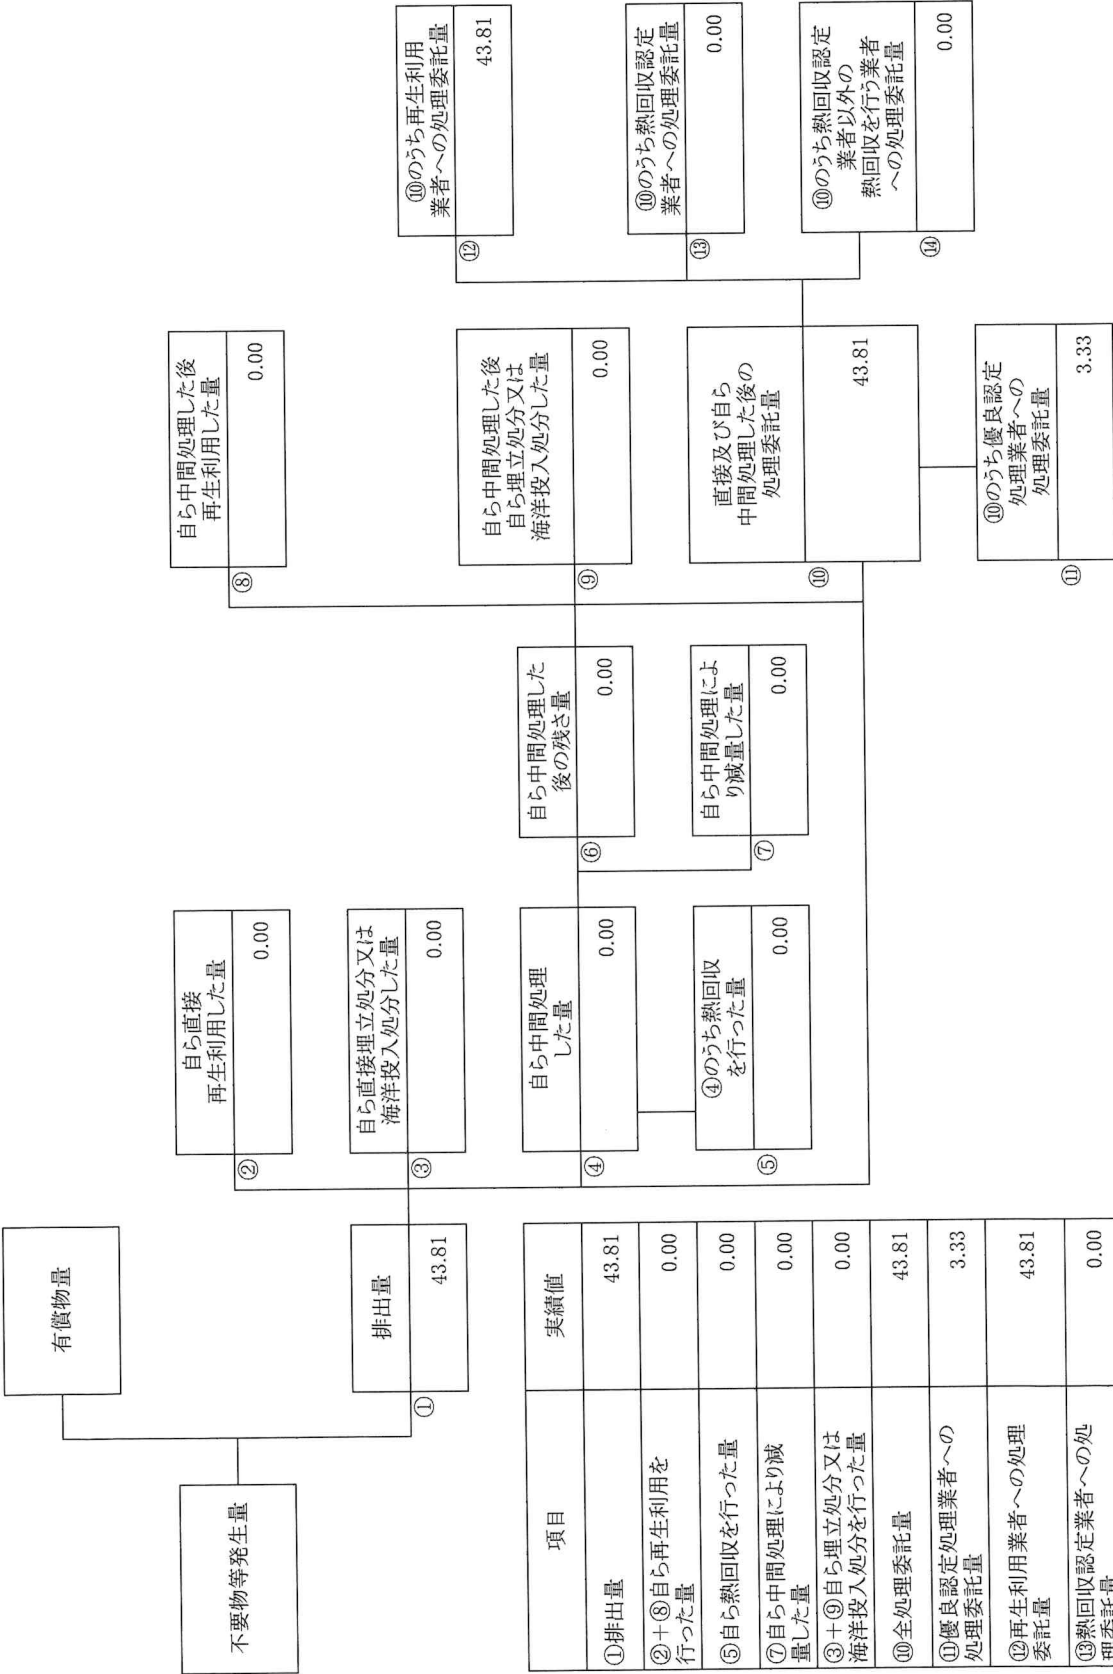 不要物等発生量
有償物量
排出量
①
43.81
自ら直接
再生利用した量
②
0.00
自ら直接埋立処分又は
海洋投入処分した量
③
0.00
自ら中間処理
した量
④
0.00
④のうち熱回収
を行った量
⑤
0.00
自ら中間処理した
後の残さ量
⑥
0.00
自ら中間処理によ
り減量した量
⑦
0.00
自ら中間処理した後
再生利用した量
⑧
0.00
自ら中間処理した後
自ら埋立処分又は
海洋投入処分した量
⑨
0.00
直接及び自ら
中間処理した後の
処理委託量
⑩
43.81
⑩のうち優良認定
処理業者への
処理委託量
⑪
3.33
⑩のうち再生利用
業者への処理委託量
⑫
43.81
⑩のうち熱回収認定
業者への処理委託量
⑬
0.00
⑩のうち熱回収認定
業者以外の
熱回収を行う業者
への処理委託量
⑭
0.00
項目 実績値
①排出量 43.81
②+⑧自ら再生利用を
行った量 0.00
⑤自ら熱回収を行った量 0.00
⑦自ら中間処理により減
量した量 0.00
③+⑨自ら埋立処分又は
海洋投入処分を行った量 0.00
⑩全処理委託量 43.81
⑪優良認定処理業者への
処理委託量 3.33
⑫再生利用業者への処理
委託量 43.81
⑬熱回収認定業者への処
理委託量 0.00